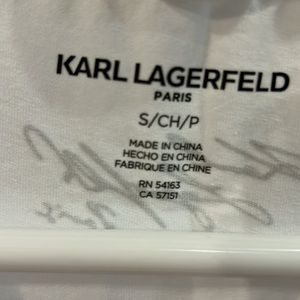 KARL LAGERFELD
PARIS
S/CH/P
MADE IN CHINA
HECHO EN CHINA
FABRIQUE EN CHINE
RN 54163
CA 57151